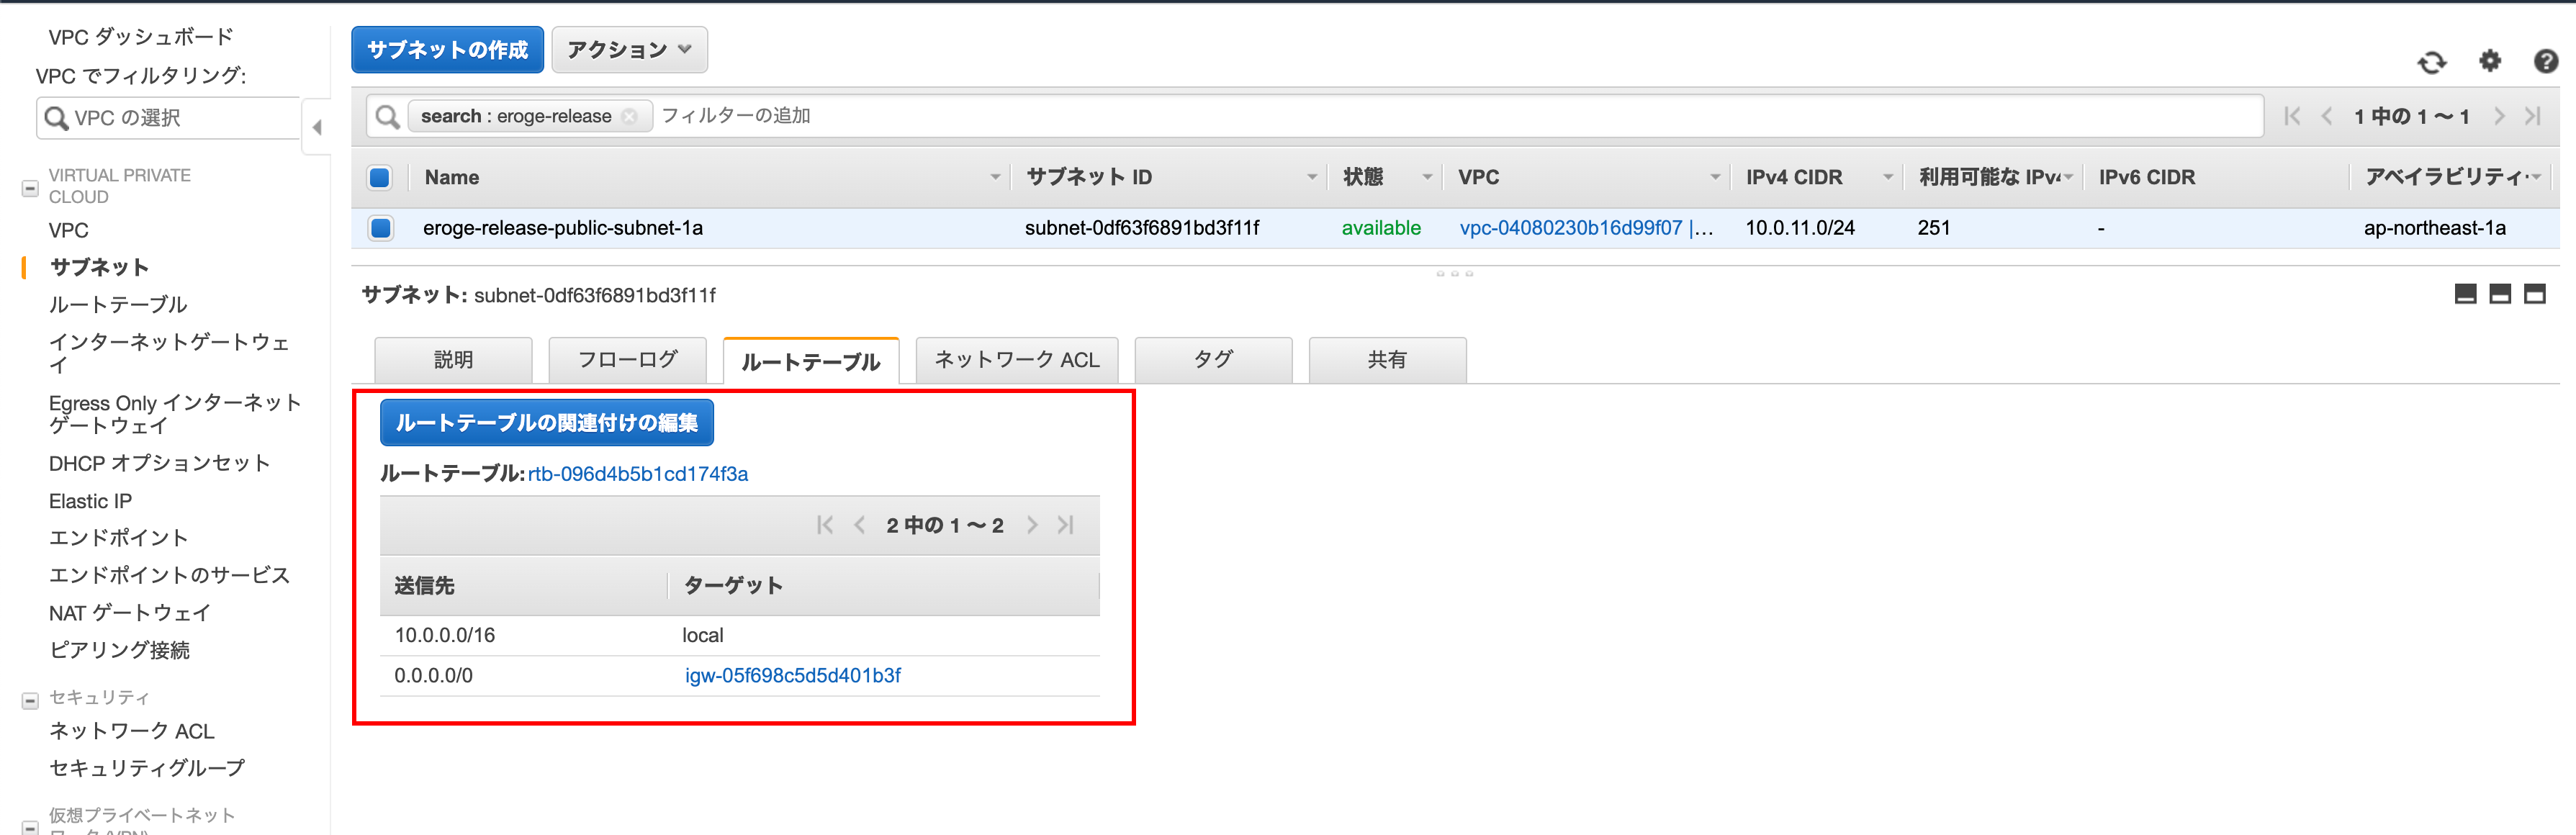 VPC ダッシュボード
VPC でフィルタリング:
VPC の選択
VIRTUAL PRIVATE
CLOUD
VPC
サブネット
ルートテーブル
インターネットゲートウェ
イ
Egress Only インターネット
ゲートウェイ
DHCP オプションセット
Elastic IP
エンドポイント
エンドポイントのサービス
NAT ゲートウェイ
ピアリング接続
セキュリティ
ネットワーク ACL
セキュリティグループ
仮想プライベートネット
サブネットの作成 アクション
search : eroge-release フィルターの追加 1 中の 1 〜 1
Name サブネット ID 状態 VPC IPv4 CIDR 利用可能な IPv4 IPv6 CIDR アベイラビリティ
eroge-release-public-subnet-1a subnet-0df63f6891bd3f11f available vpc-04080230b16d99f07 |... 10.0.11.0/24 251 - ap-northeast-1a
サブネット: subnet-0df63f6891bd3f11f
説明 フローログ ルートテーブル ネットワーク ACL タグ 共有
ルートテーブルの関連付けの編集
ルートテーブル: rtb-096d4b5b1cd174f3a
2 中の 1 〜 2
送信先 ターゲット
10.0.0.0/16 local
0.0.0.0/0 igw-05f698c5d5d401b3f